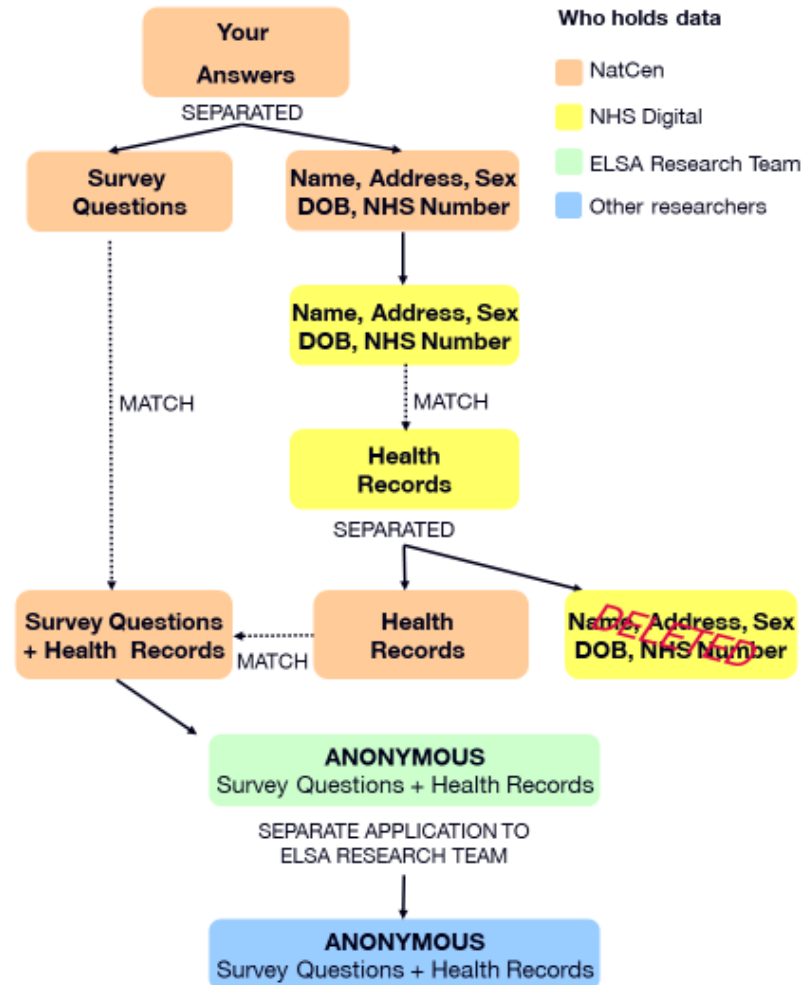 Your
Answers
Who holds data
NatCen
NHS Digital
ELSA Research Team
Other researchers
SEPARATED
Survey
Questions
Name, Address, Sex
DOB, NHS Number
Name, Address, Sex
DOB, NHS Number
MATCH
MATCH
Health
Records
SEPARATED
Survey Questions
+ Health Records
MATCH
Health
Records
Name, Address, Sex
DOB, NHS Number
DELETED
ANONYMOUS
Survey Questions + Health Records
SEPARATE APPLICATION TO
ELSA RESEARCH TEAM
ANONYMOUS
Survey Questions + Health Records